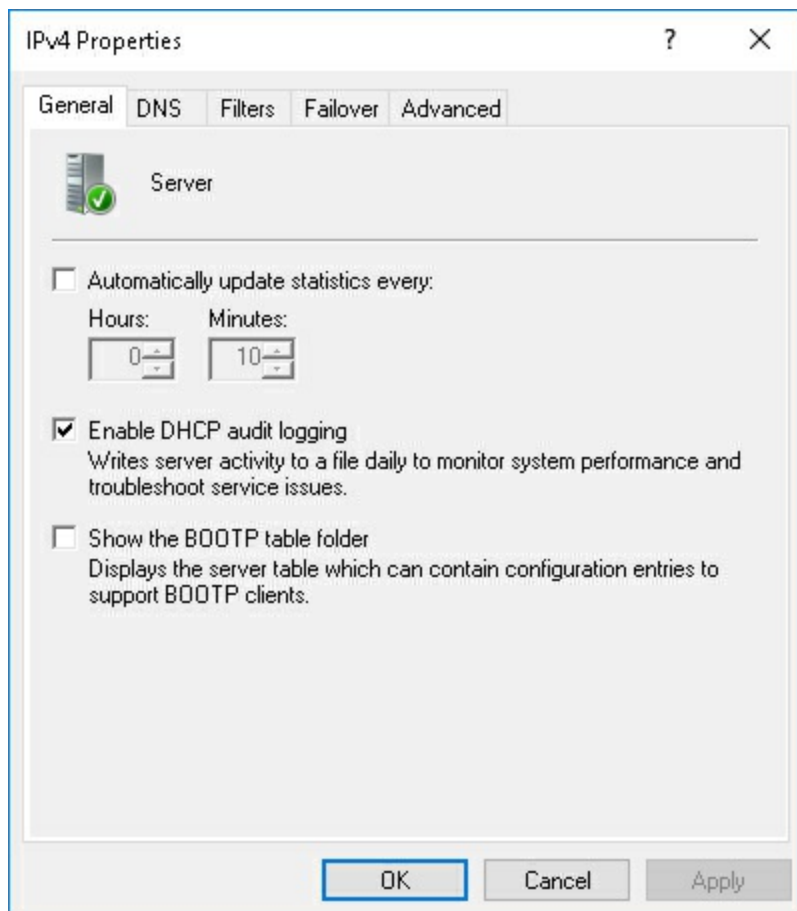 IPv4 Properties ?
General DNS Filters Failover Advanced
Server
Automatically update statistics every:
Hours: Minutes:
0 10
Enable DHCP audit logging
Writes server activity to a file daily to monitor system performance and
troubleshoot service issues.
Show the BOOTP table folder
Displays the server table which can contain configuration entries to
support BOOTP clients.
OK Cancel Apply